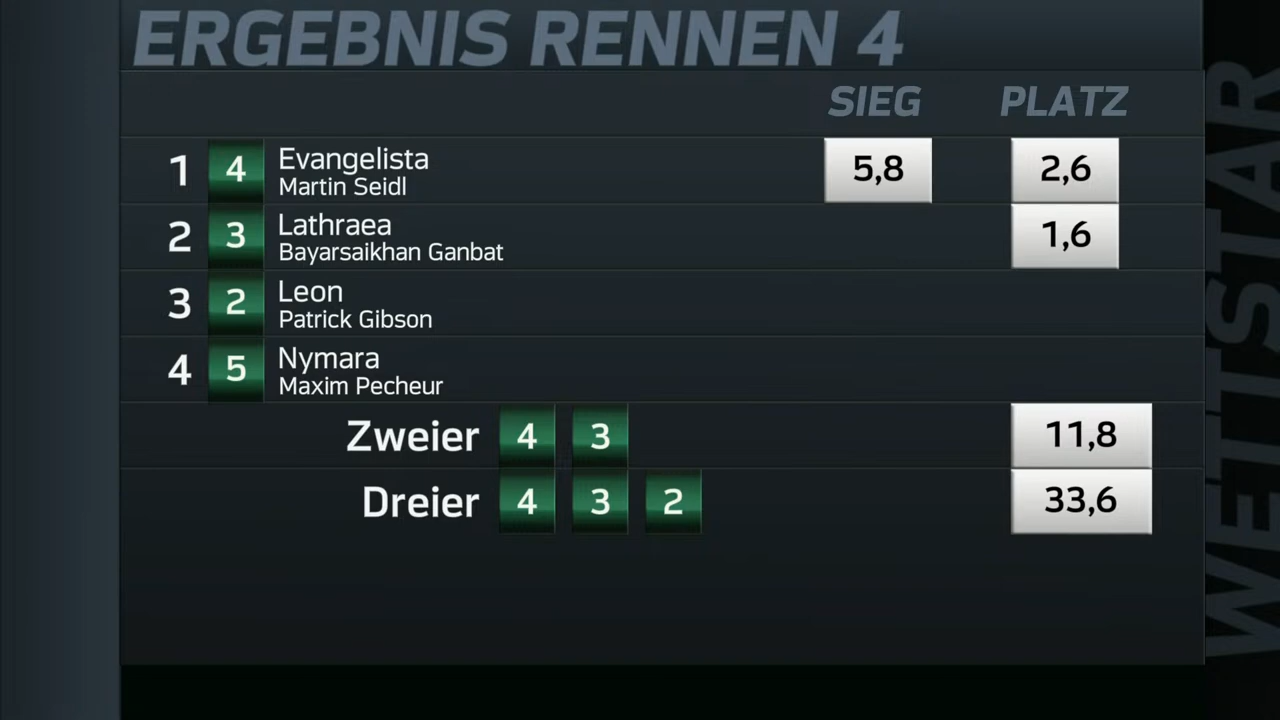 ERGEBNIS RENNEN 4
SIEG PLATZ
1 4 Evangelista 5,8 2,6
Martin Seidl
2 3 Lathraea 1,6
Bayarsaikhan Ganbat
3 2 Leon
Patrick Gibson
4 5 Nymara
Maxim Pecheur
Zweier 4 3 11,8
Dreier 4 3 2 33,6
WETTSTAR